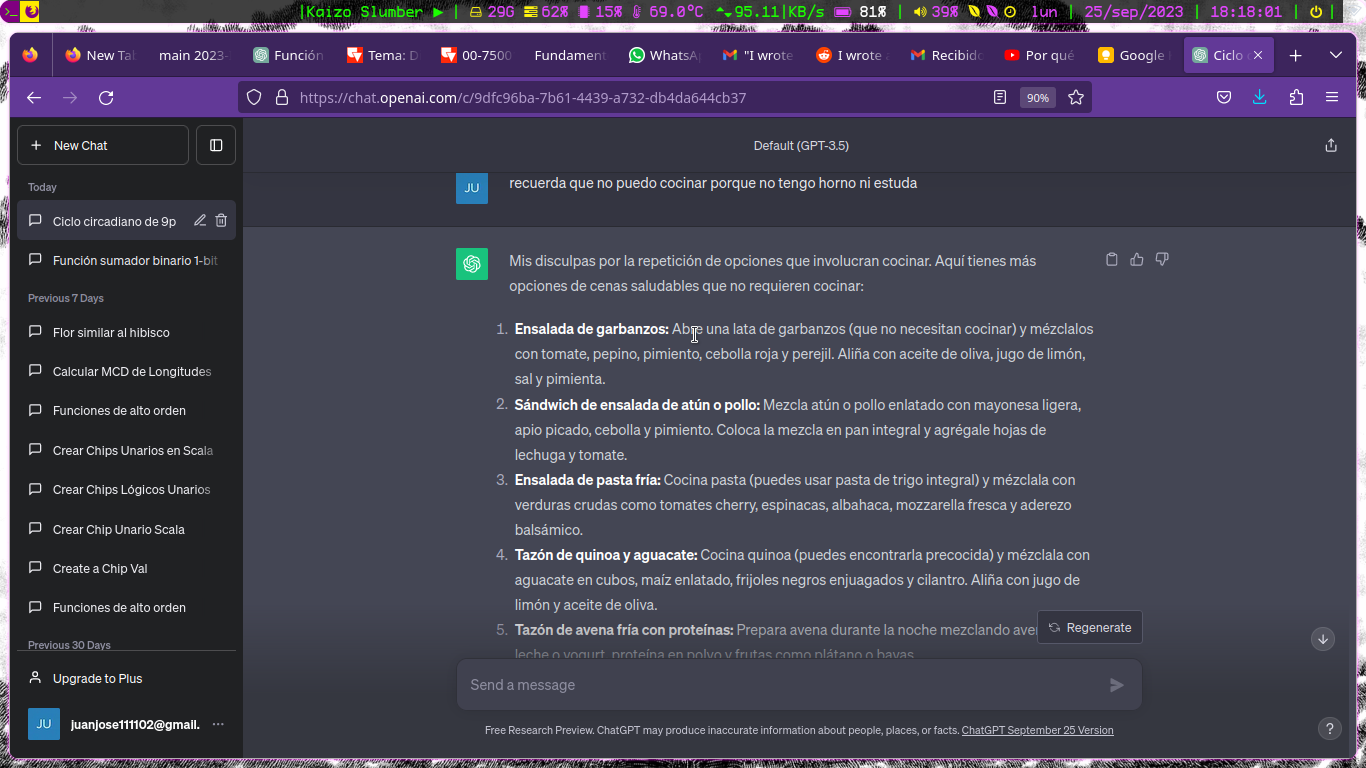 |Kaizo Slumber ▶ | 29G 62% | 15% | 69.0°C | 95.11|KB/s 81% | 39% lun | 25/sep/2023 | 18:18:01 |
New Tab main 2023- Función Tema: D 00-7500 Fundament WhatsA "I wrote I wrote Recibido Por qué Google Ciclo
https://chat.openai.com/c/9dfc96ba-7b61-4439-a732-db4da644cb37 90%
New Chat
Default (GPT-3.5)
Today
Ciclo circadiano de 9p
Función sumador binario 1-bit
Previous 7 Days
Flor similar al hibisco
Calcular MCD de Longitudes
Funciones de alto orden
Crear Chips Unarios en Scala
Crear Chips Lógicos Unarios
Crear Chip Unario Scala
Create a Chip Val
Funciones de alto orden
Previous 30 Days
Upgrade to Plus
JU juanjose111102@gmail.
JU recuerda que no puedo cocinar porque no tengo horno ni estuda
Mis disculpas por la repetición de opciones que involucran cocinar. Aquí tienes más
opciones de cenas saludables que no requieren cocinar:
1. Ensalada de garbanzos: Abre una lata de garbanzos (que no necesitan cocinar) y mézclalos
con tomate, pepino, pimiento, cebolla roja y perejil. Aliña con aceite de oliva, jugo de limón,
sal y pimienta.
2. Sándwich de ensalada de atún o pollo: Mezcla atún o pollo enlatado con mayonesa ligera,
apio picado, cebolla y pimiento. Coloca la mezcla en pan integral y agrégale hojas de
lechuga y tomate.
3. Ensalada de pasta fría: Cocina pasta (puedes usar pasta de trigo integral) y mézclala con
verduras crudas como tomates cherry, espinacas, albahaca, mozzarella fresca y aderezo
balsámico.
4. Tazón de quinoa y aguacate: Cocina quinoa (puedes encontrarla precocida) y mézclala con
aguacate en cubos, maíz enlatado, frijoles negros enjuagados y cilantro. Aliña con jugo de
limón y aceite de oliva.
5. Tazón de avena fría con proteínas: Prepara avena durante la noche mezclando ave
leche o yogurt, proteína en polvo y frutas como plátano o bayas.
Regenerate
Send a message
Free Research Preview. ChatGPT may produce inaccurate information about people, places, or facts. ChatGPT September 25 Version
?